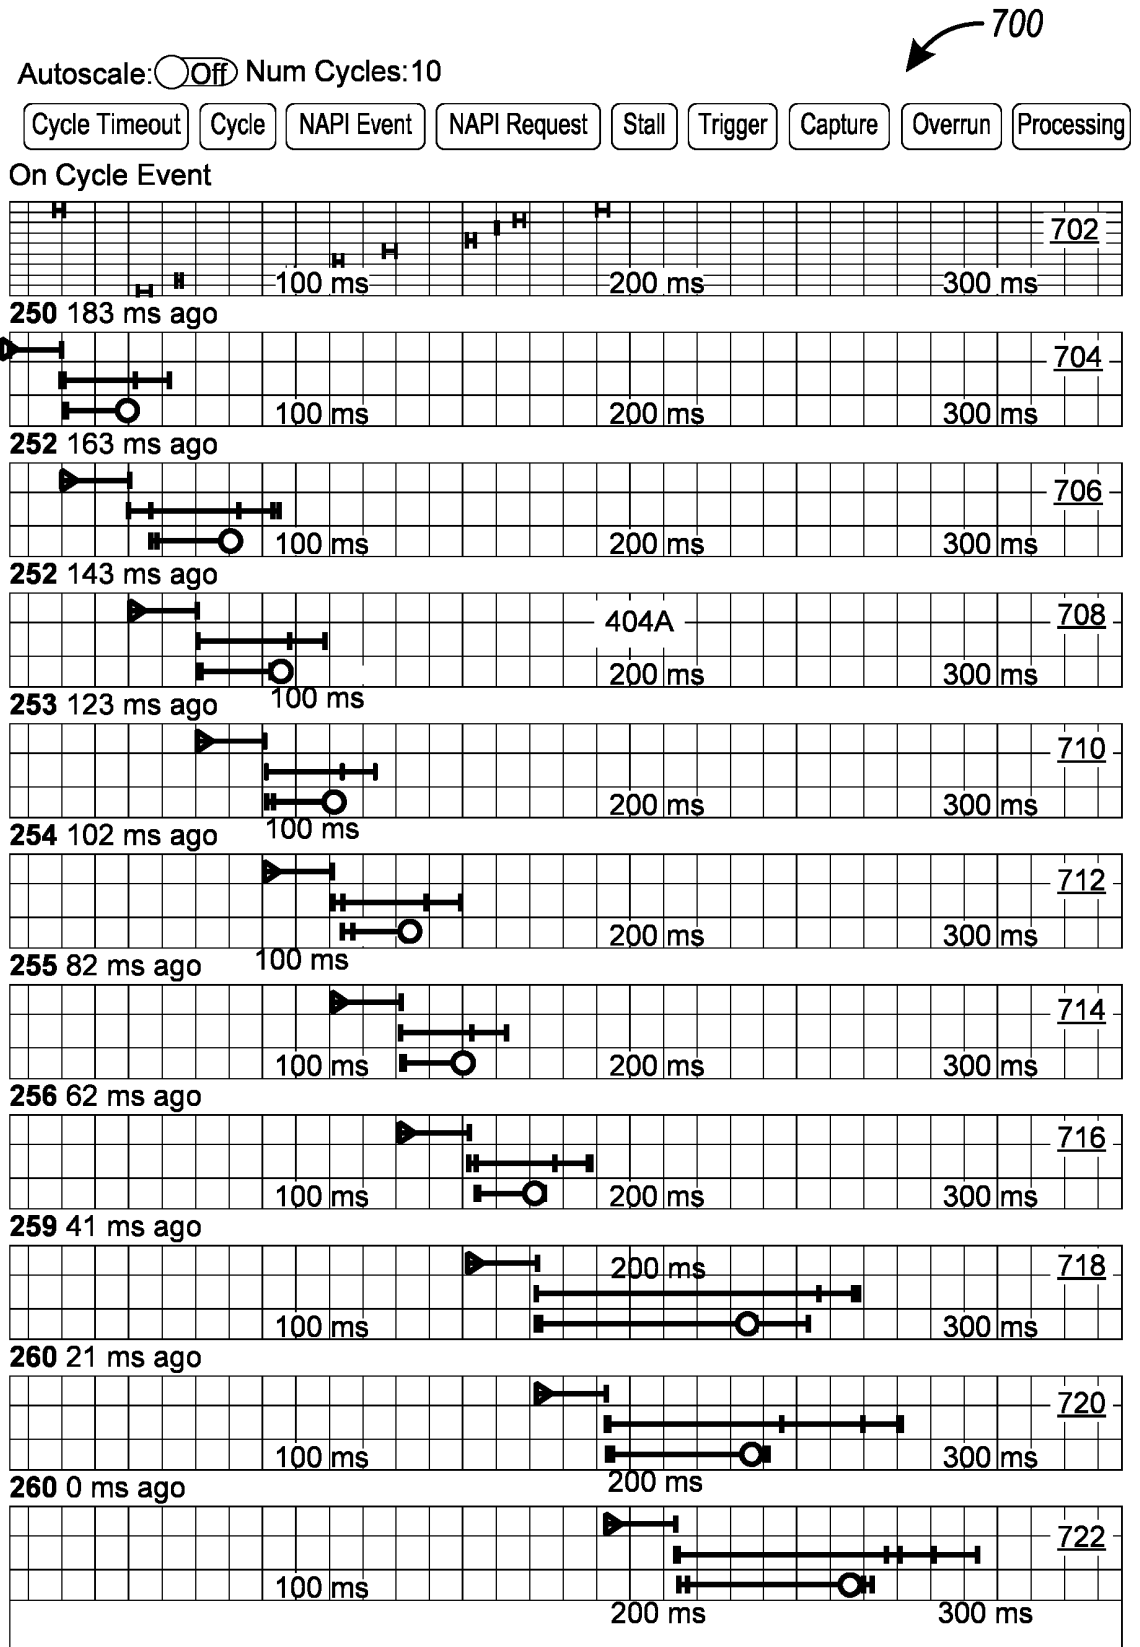 700
Autoscale: Off Num Cycles:10
Cycle Timeout Cycle NAPI Event NAPI Request Stall Trigger Capture Overrun Processing
On Cycle Event
702
100 ms 200 ms 300 ms
250 183 ms ago
704
100 ms 200 ms 300 ms
252 163 ms ago
706
100 ms 200 ms 300 ms
252 143 ms ago
404A 708
200 ms 300 ms
100 ms
253 123 ms ago
710
200 ms 300 ms
100 ms
254 102 ms ago
712
200 ms 300 ms
100 ms
255 82 ms ago
714
100 ms 200 ms 300 ms
256 62 ms ago
716
100 ms 200 ms 300 ms
259 41 ms ago
200 ms 718
100 ms 300 ms
260 21 ms ago
720
100 ms 300 ms
200 ms
260 0 ms ago
722
100 ms
200 ms 300 ms